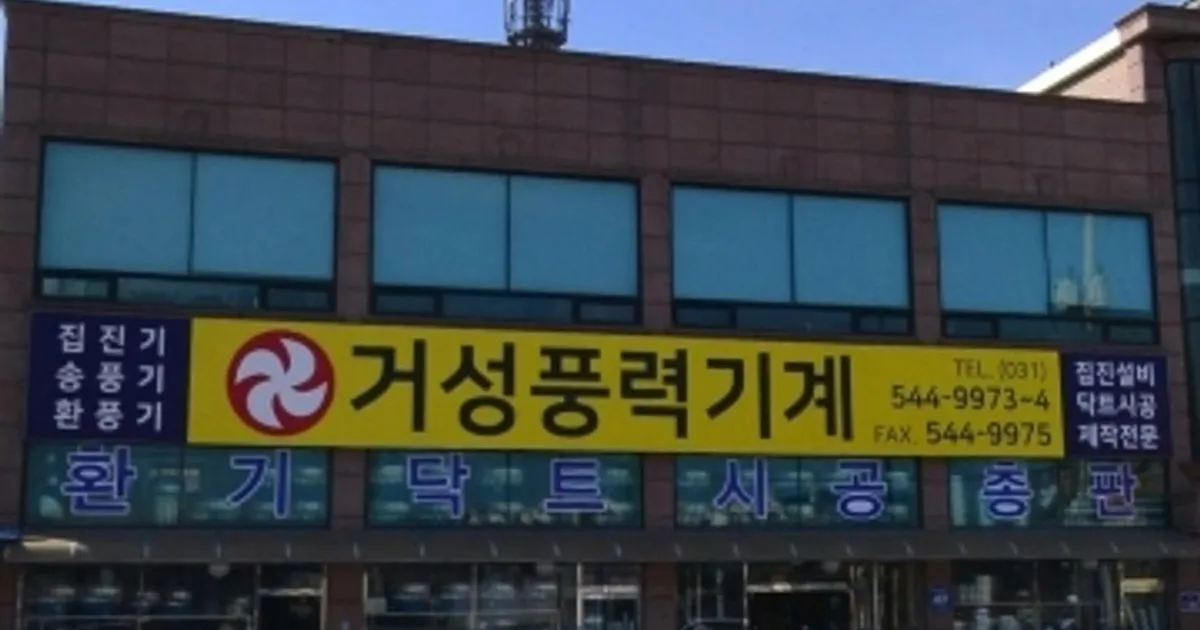 집진기
송풍기
환풍기
거성풍력기계
TEL. (031)
544-9973~4
FAX. 544-9975
집진설비
닥트시공
제작전문
환기닥트시공총판